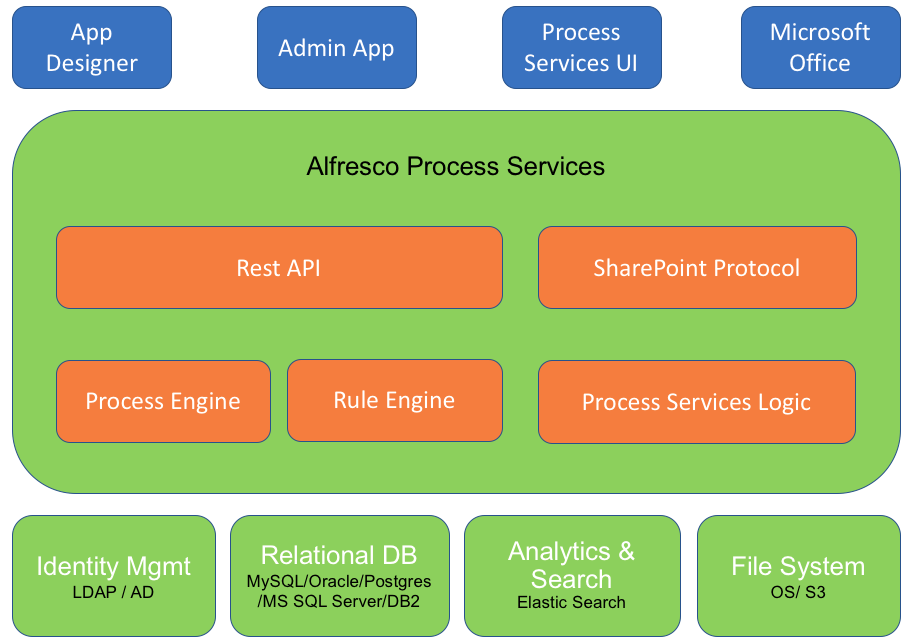 App
Designer
Admin App
Process
Services UI
Microsoft
Office
Alfresco Process Services
Rest API
SharePoint Protocol
Process Engine
Rule Engine
Process Services Logic
Identity Mgmt
LDAP / AD
Relational DB
MySQL/Oracle/Postgres
/MS SQL Server/DB2
Analytics &
Search
Elastic Search
File System
OS/ S3